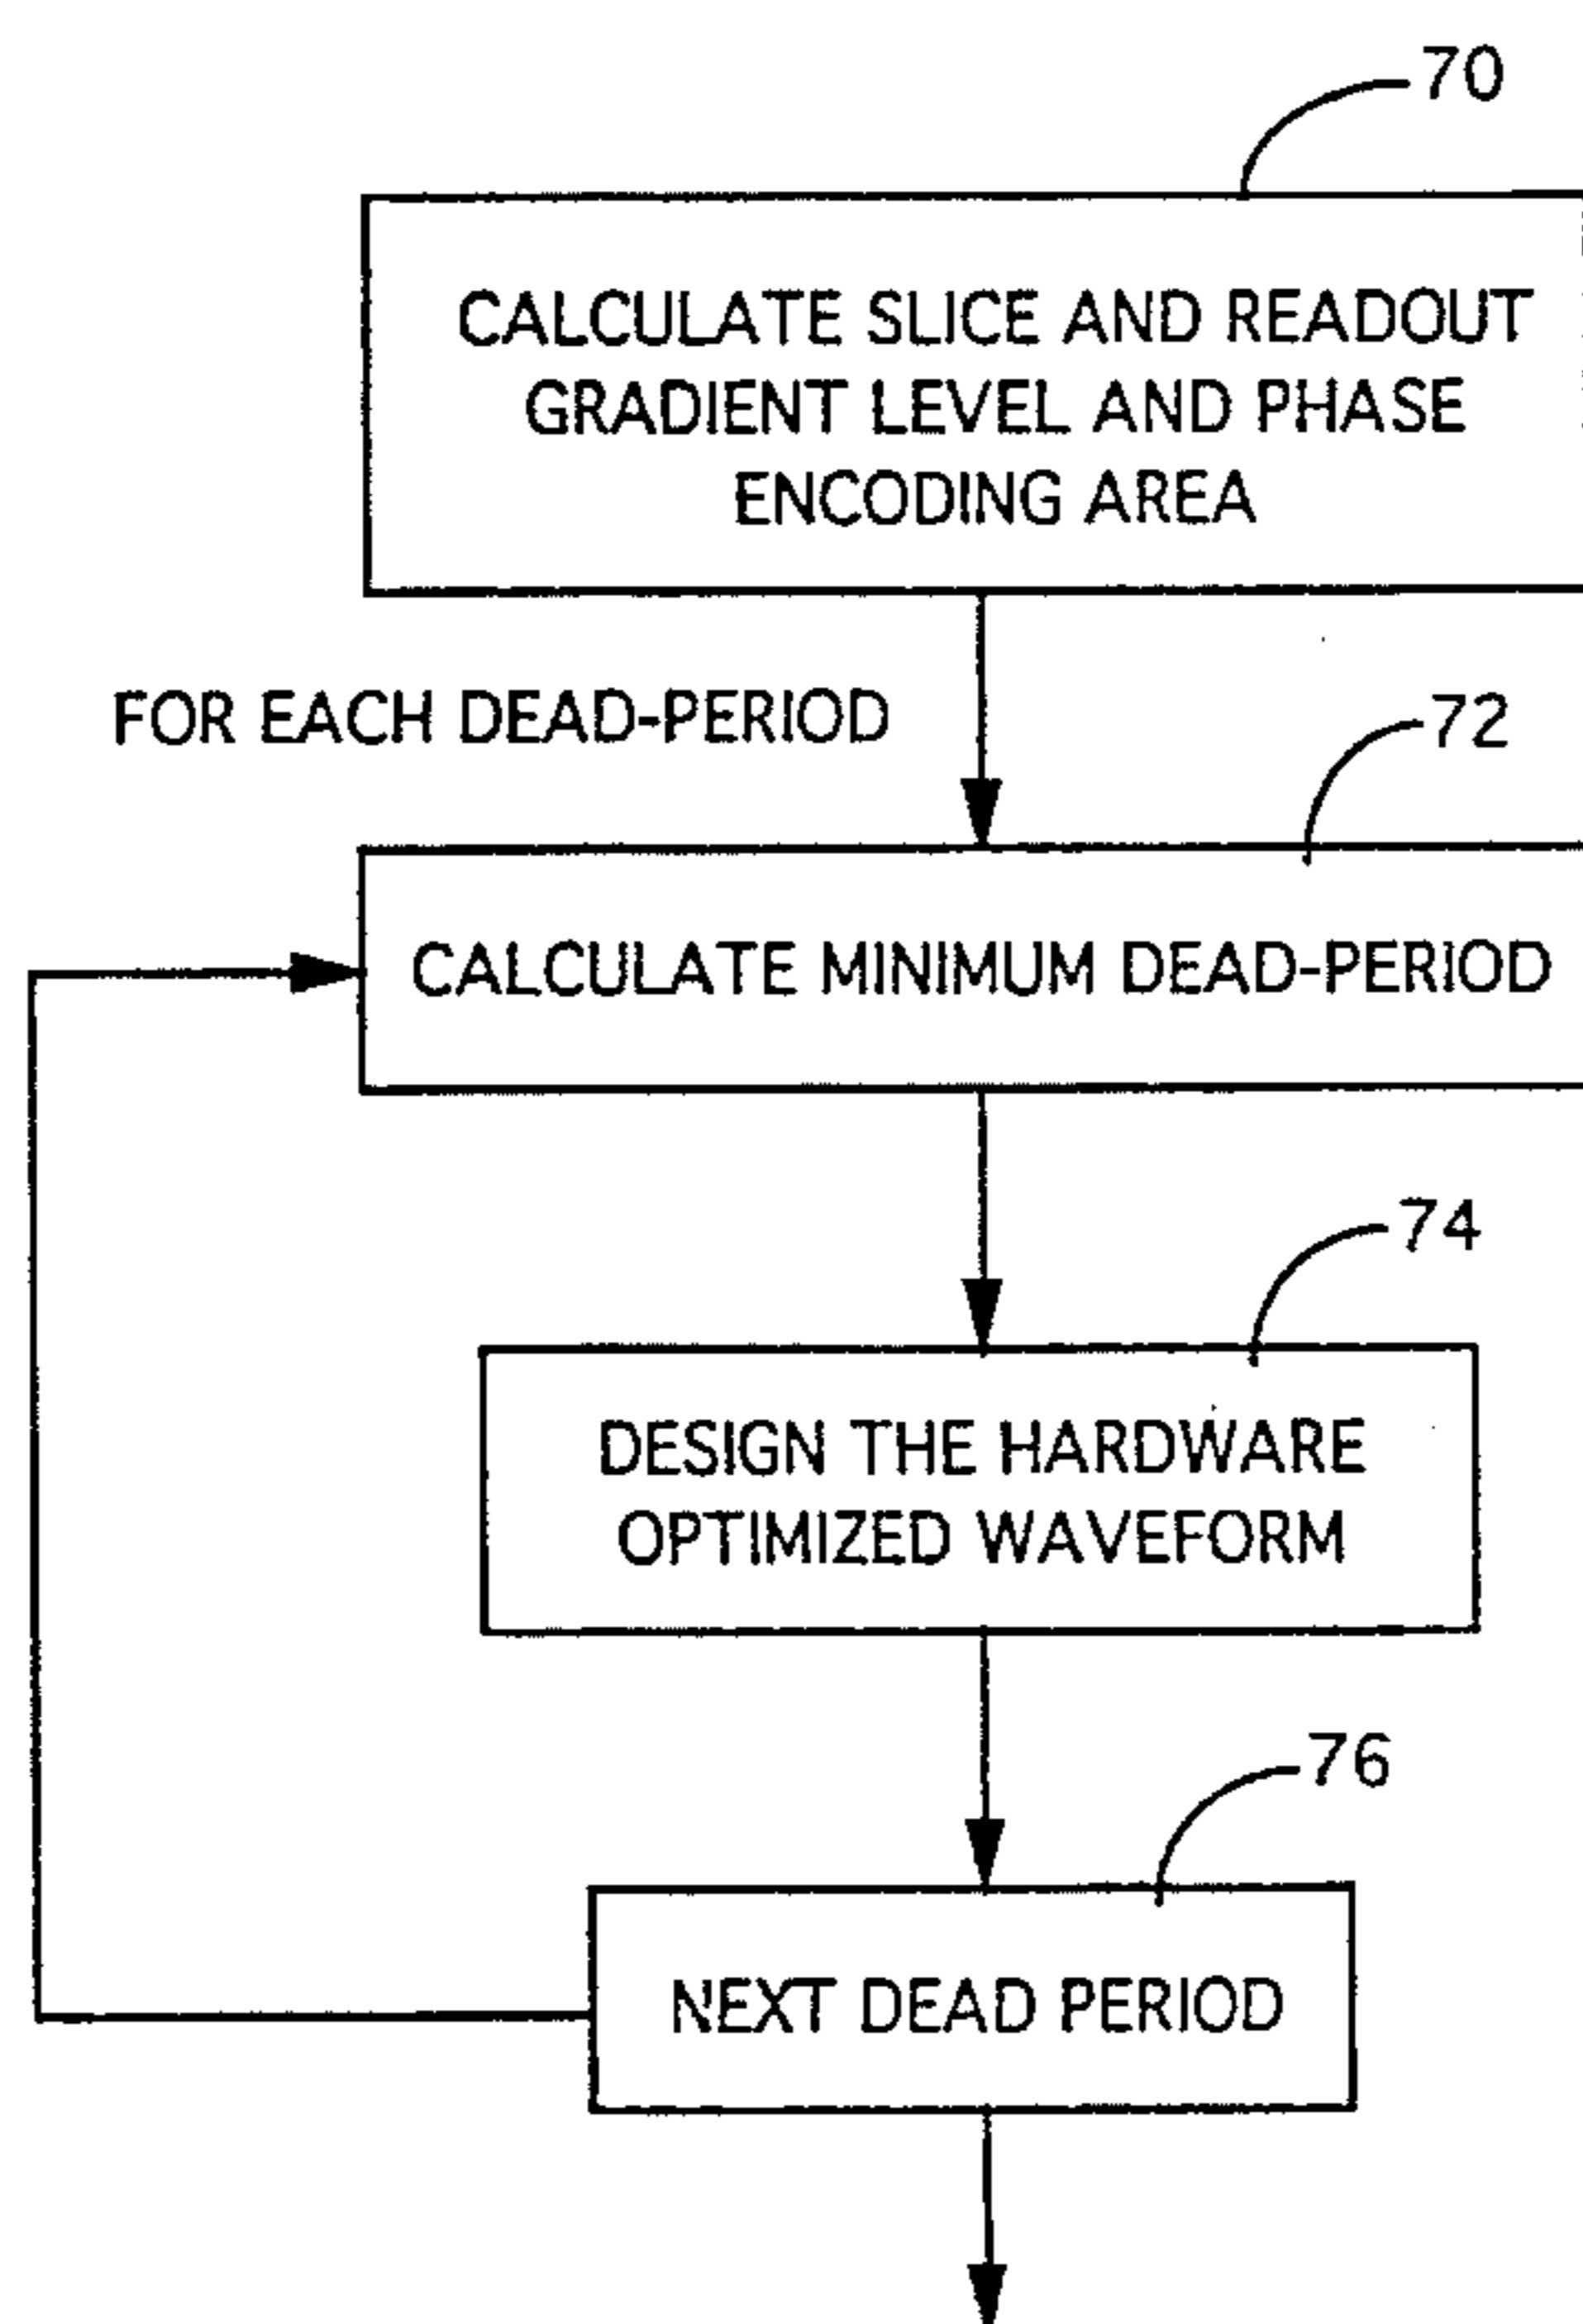 70
CALCULATE SLICE AND READOUT
GRADIENT LEVEL AND PHASE
ENCODING AREA
FOR EACH DEAD-PERIOD
72
CALCULATE MINIMUM DEAD-PERIOD
74
DESIGN THE HARDWARE
OPTIMIZED WAVEFORM
76
NEXT DEAD PERIOD